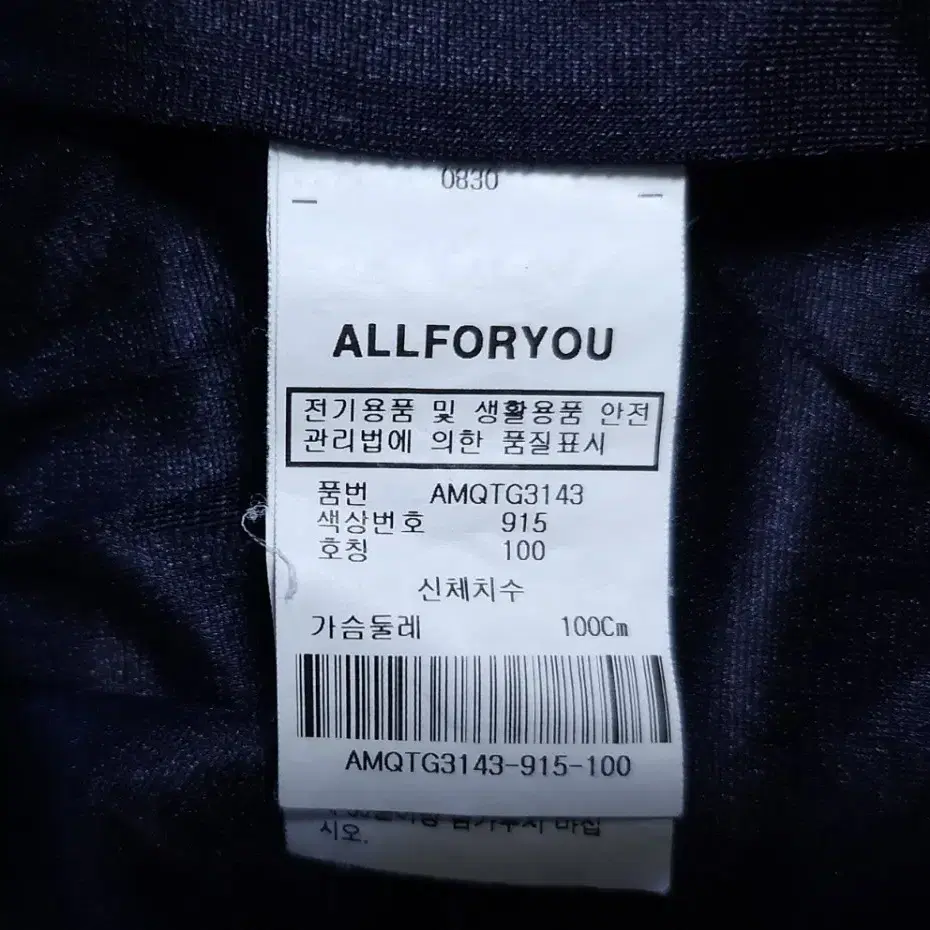 0830
ALLFORYOU
전기용품 및 생활용품 안전
관리법에 의한 품질표시
품번 AMQTG3143
색상번호 915
호칭 100
신체치수
가슴둘레 100Cm
AMQTG3143-915-100
바십
시오.